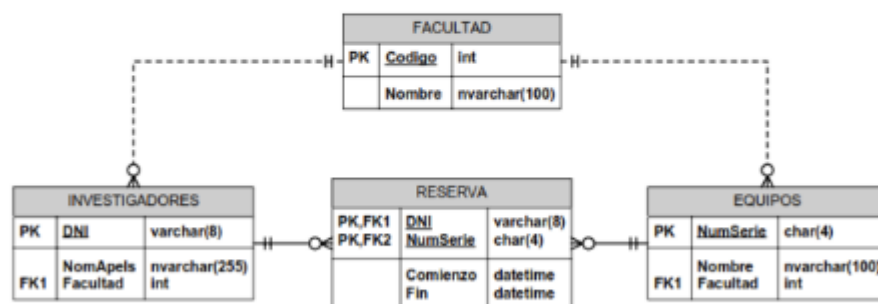 FACULTAD
PK Codigo int
Nombre nvarchar(100)
INVESTIGADORES
PK DNI varchar(8)
NomApels nvarchar(255)
FK1 Facultad int
RESERVA
PK,FK1 DNI varchar(8)
PK,FK2 NumSerie char(4)
Comienzo datetime
Fin datetime
EQUIPOS
PK NumSerie char(4)
Nombre nvarchar(100)
FK1 Facultad int